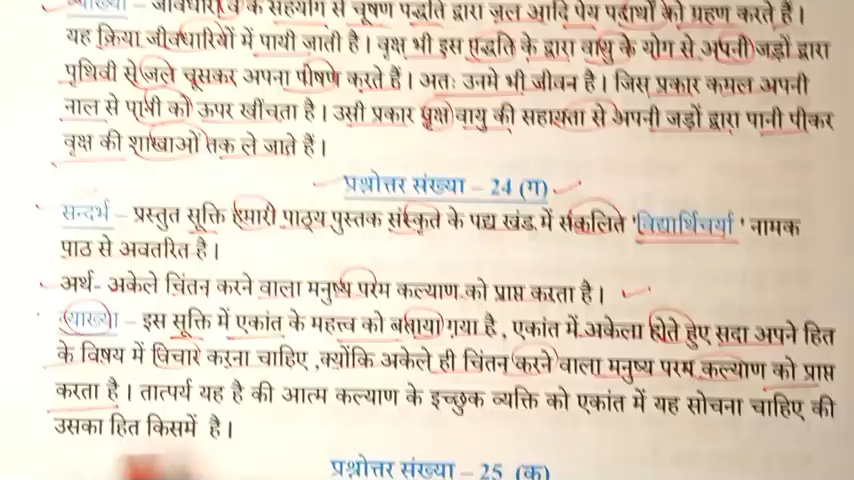 व्याख्या – जीवधारी व के सहयोग से चूषण पद्धति द्वारा जल आदि पेय पदार्थो को ग्रहण करते है।
यह क्रिया जीवधारियों में पायी जाती है। वृक्ष भी इस पद्धति के द्वारा वायु के योग से अपनी जड़ों द्वारा
पृथिवी से जल चूसकर अपना पोषण करते हैं। अतः उनमे भी जीवन है। जिस प्रकार कमल अपनी
नाल से पानी को ऊपर खींचता है। उसी प्रकार वृक्ष वायु की सहायता से अपनी जड़ों द्वारा पानी पीकर
वृक्ष की शाखाओं तक ले जाते हैं।
प्रश्नोत्तर संख्या – 24 (ग)
सन्दर्भ – प्रस्तुत सूक्ति हमारी पाठ्य पुस्तक संस्कृत के पद्य खंड में संकलित 'विद्यार्थिचर्या ' नामक
पाठ से अवतरित है।
अर्थ- अकेले चिंतन करने वाला मनुष्य परम कल्याण को प्राप्त करता है।
व्याख्या – इस सूक्ति में एकांत के महत्त्व को बताया गया है , एकांत में अकेला होते हुए सदा अपने हित
के विषय में विचार करना चाहिए ,क्योंकि अकेले ही चिंतन करने वाला मनुष्य परम कल्याण को प्राप्त
करता है । तात्पर्य यह है की आत्म कल्याण के इच्छुक व्यक्ति को एकांत में यह सोचना चाहिए की
उसका हित किसमें है।
प्रश्नोत्तर संख्या – 25 (क)